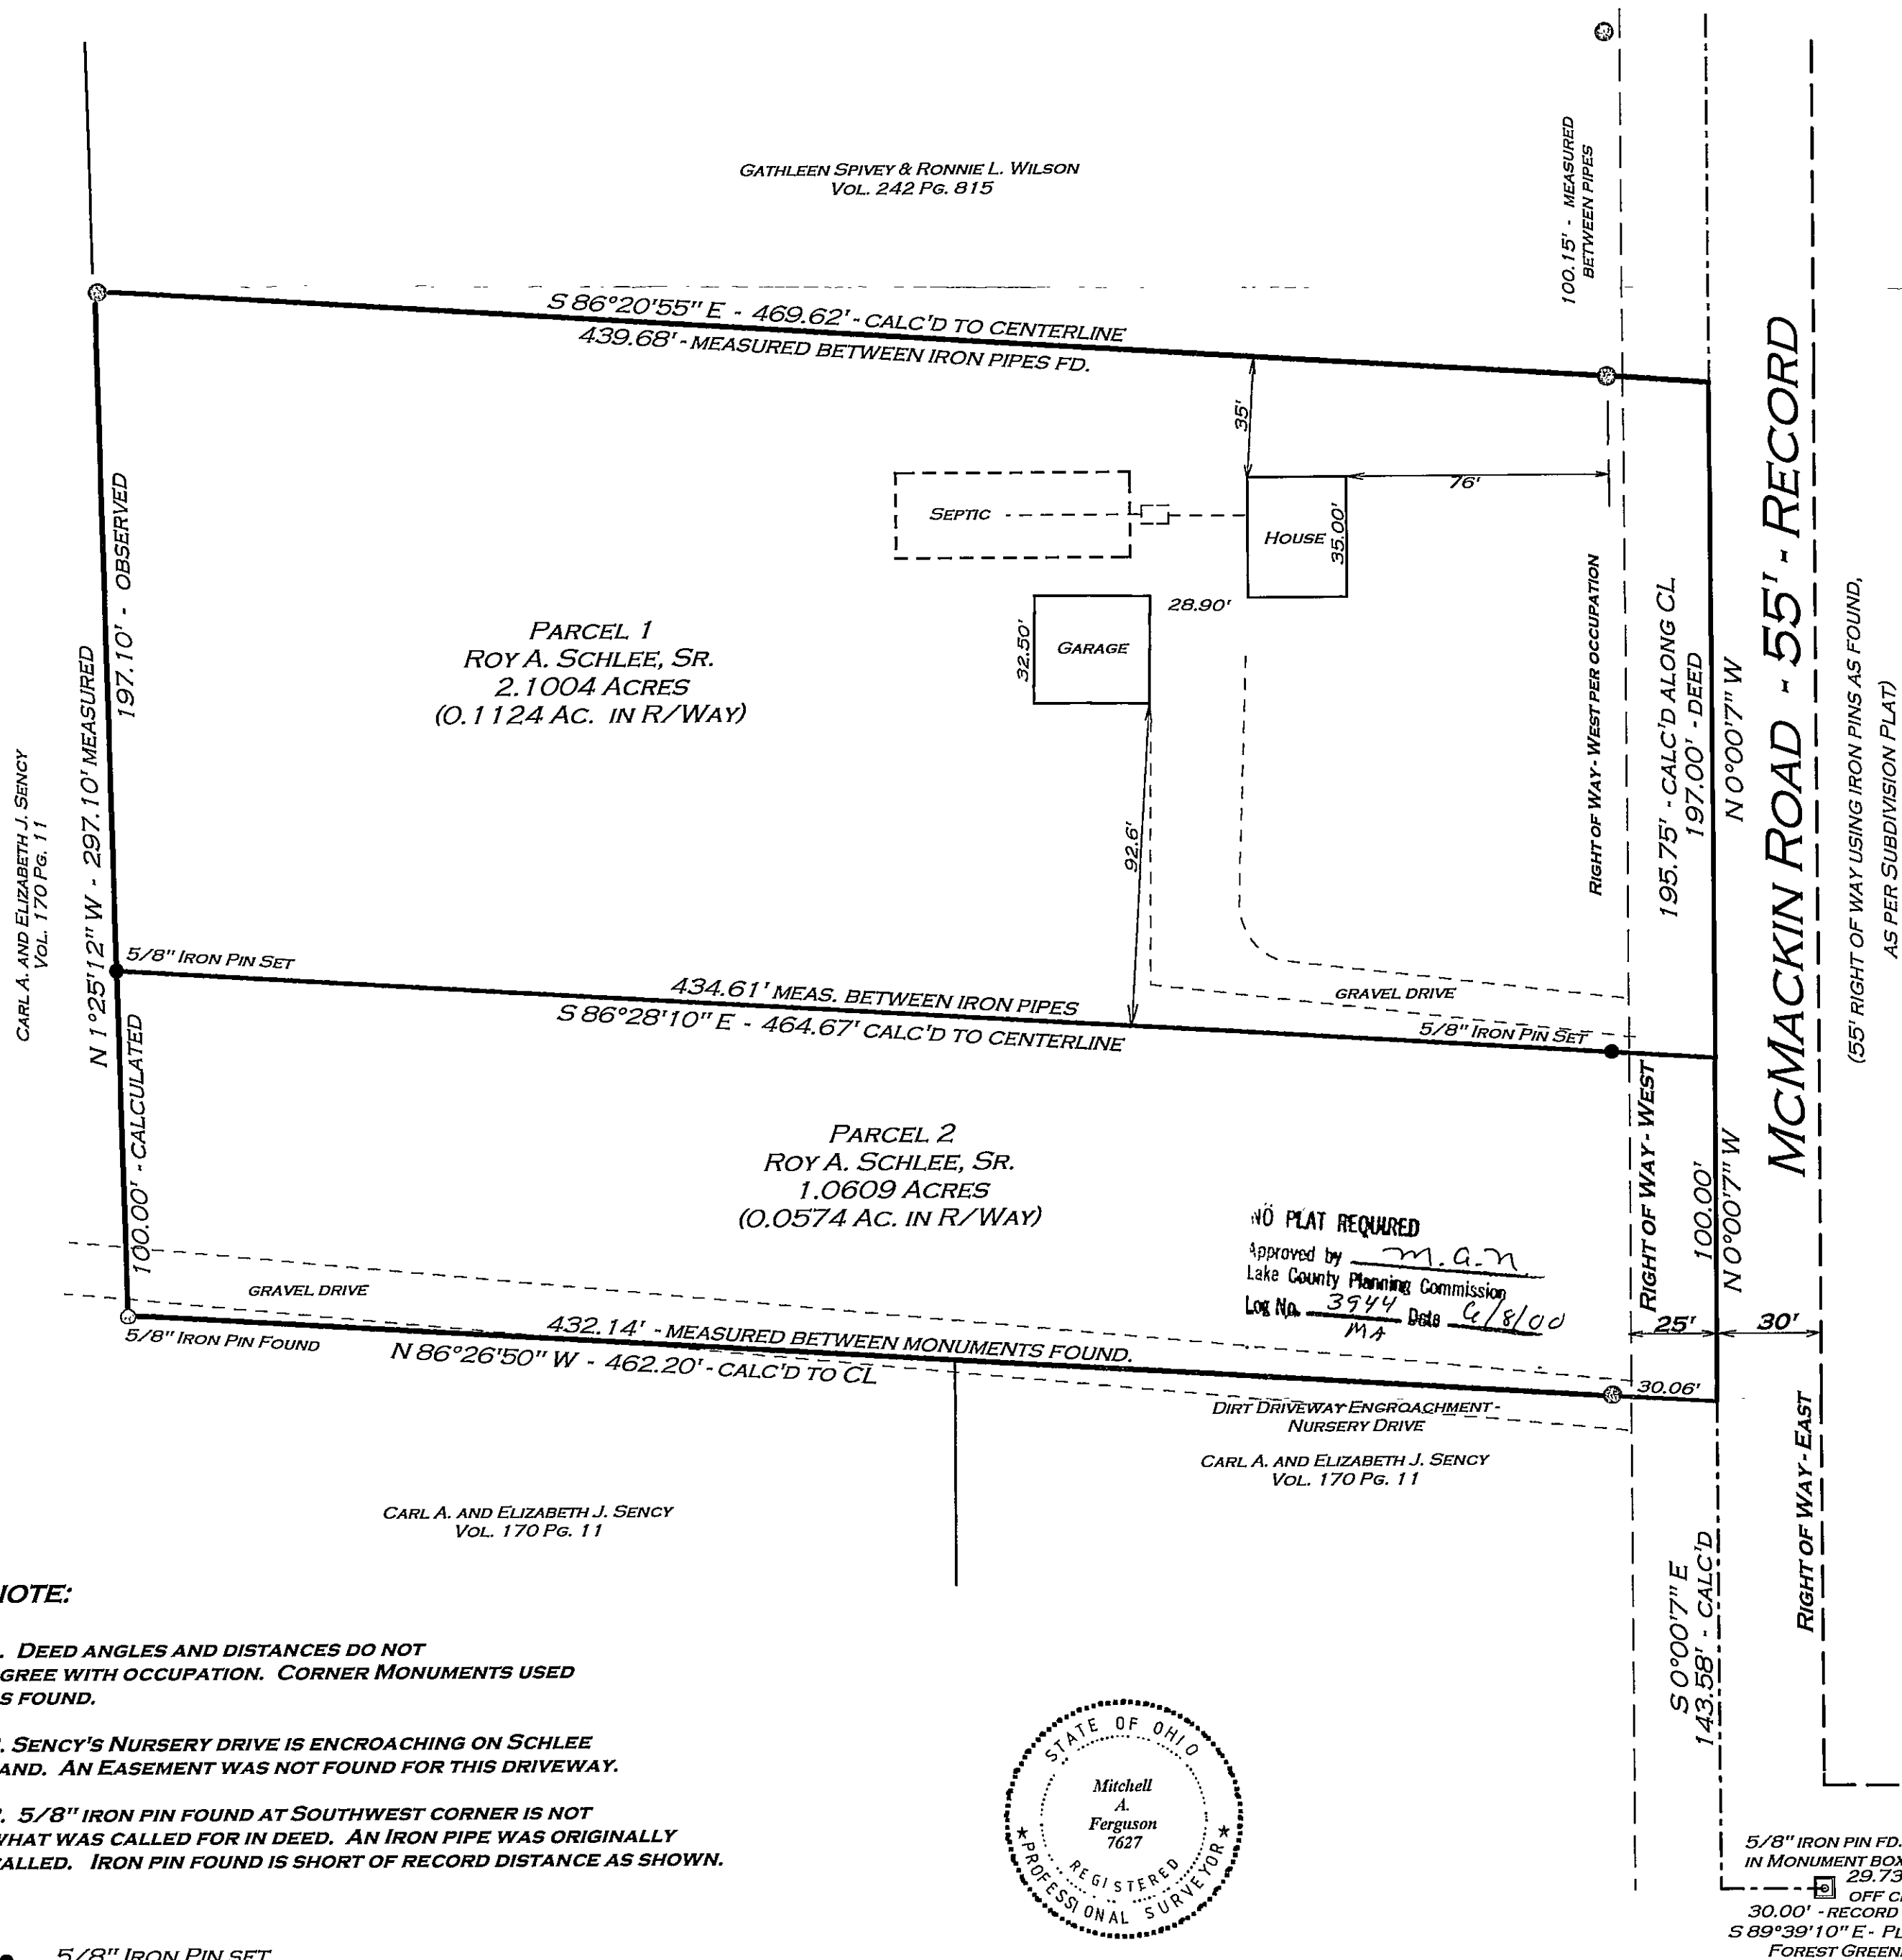 GATHLEEN SPIVEY & RONNIE L. WILSON
VOL. 242 PG. 815
100.15' - MEASURED
BETWEEN PIPES
S 86°20'55" E - 469.62' - CALC'D TO CENTERLINE
439.68' - MEASURED BETWEEN IRON PIPES FD.
35'
76'
SEPTIC
HOUSE
35.00'
28.90'
32.50'
GARAGE
92.6'
PARCEL 1
ROY A. SCHLEE, SR.
2.1004 ACRES
(0.1124 AC. IN R/WAY)
197.10' - OBSERVED
N 1°25'12" W - 297.10' MEASURED
CARL A. AND ELIZABETH J. SENCY
VOL. 170 PG. 11
RIGHT OF WAY - WEST PER OCCUPATION
195.75' - CALC'D ALONG CL
197.00' - DEED
N 0°00'7" W
MCMACKIN ROAD - 55' - RECORD
(55' RIGHT OF WAY USING IRON PINS AS FOUND,
AS PER SUBDIVISION PLAT)
5/8" IRON PIN SET
434.61' MEAS. BETWEEN IRON PIPES
S 86°28'10" E - 464.67' CALC'D TO CENTERLINE
GRAVEL DRIVE
5/8" IRON PIN SET
100.00' - CALCULATED
PARCEL 2
ROY A. SCHLEE, SR.
1.0609 ACRES
(0.0574 AC. IN R/WAY)
NO PLAT REQUIRED
Approved by M.A.N
Lake County Planning Commission
Log No. 3944 Date 6/8/00
MA
RIGHT OF WAY - WEST
100.00'
N 0°00'7" W
25'
30'
GRAVEL DRIVE
5/8" IRON PIN FOUND
432.14' - MEASURED BETWEEN MONUMENTS FOUND.
N 86°26'50" W - 462.20' - CALC'D TO CL
30.06'
DIRT DRIVEWAY ENGROACHMENT -
NURSERY DRIVE
CARL A. AND ELIZABETH J. SENCY
VOL. 170 PG. 11
CARL A. AND ELIZABETH J. SENCY
VOL. 170 PG. 11
RIGHT OF WAY - EAST
S 0°00'7" E
143.58' - CALC'D
NOTE:
. DEED ANGLES AND DISTANCES DO NOT
GREE WITH OCCUPATION. CORNER MONUMENTS USED
S FOUND.
. SENCY'S NURSERY DRIVE IS ENCROACHING ON SCHLEE
AND. AN EASEMENT WAS NOT FOUND FOR THIS DRIVEWAY.
. 5/8" IRON PIN FOUND AT SOUTHWEST CORNER IS NOT
WHAT WAS CALLED FOR IN DEED. AN IRON PIPE WAS ORIGINALLY
ALLED. IRON PIN FOUND IS SHORT OF RECORD DISTANCE AS SHOWN.
STATE OF OHIO
Mitchell
A.
Ferguson
7627
REGISTERED
★ PROFESSIONAL SURVEYOR ★
5/8" IRON PIN FD.
IN MONUMENT BOX
29.73
OFF C
30.00' - RECORD
S 89°39'10" E - P
FOREST GREEN
5/8" IRON PIN SET